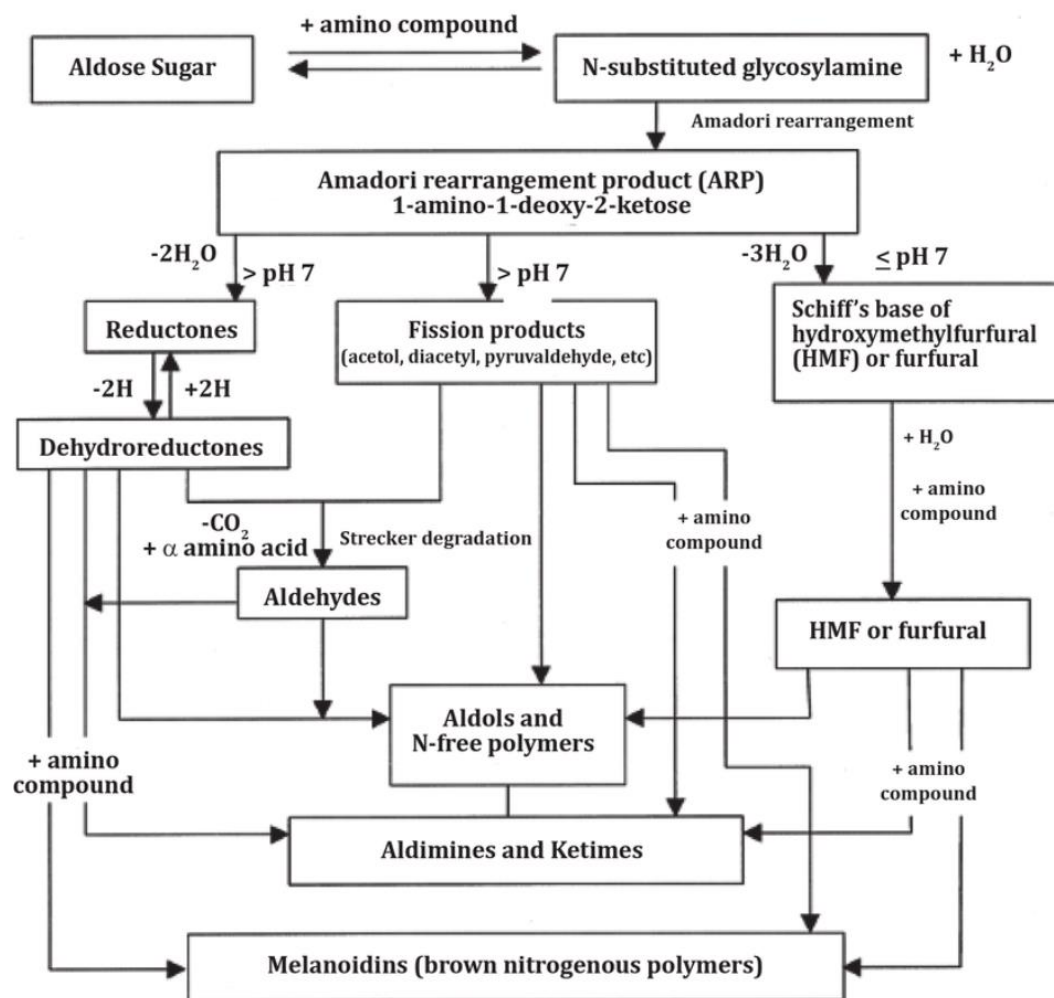 + amino compound
Aldose Sugar
N-substituted glycosylamine
+ H₂O
Amadori rearrangement
Amadori rearrangement product (ARP)
1-amino-1-deoxy-2-ketose
-2H₂O
> pH 7
> pH 7
-3H₂O
≤ pH 7
Reductones
Fission products
(acetol, diacetyl, pyruvaldehyde, etc)
Schiff's base of
hydroxymethylfurfural
(HMF) or furfural
-2H
+2H
Dehydroreductones
+ H₂O
+ amino
compound
-CO₂
+ α amino acid
Strecker degradation
+ amino
compound
Aldehydes
HMF or furfural
Aldols and
N-free polymers
+ amino
compound
+ amino
compound
Aldimines and Ketimes
Melanoidins (brown nitrogenous polymers)